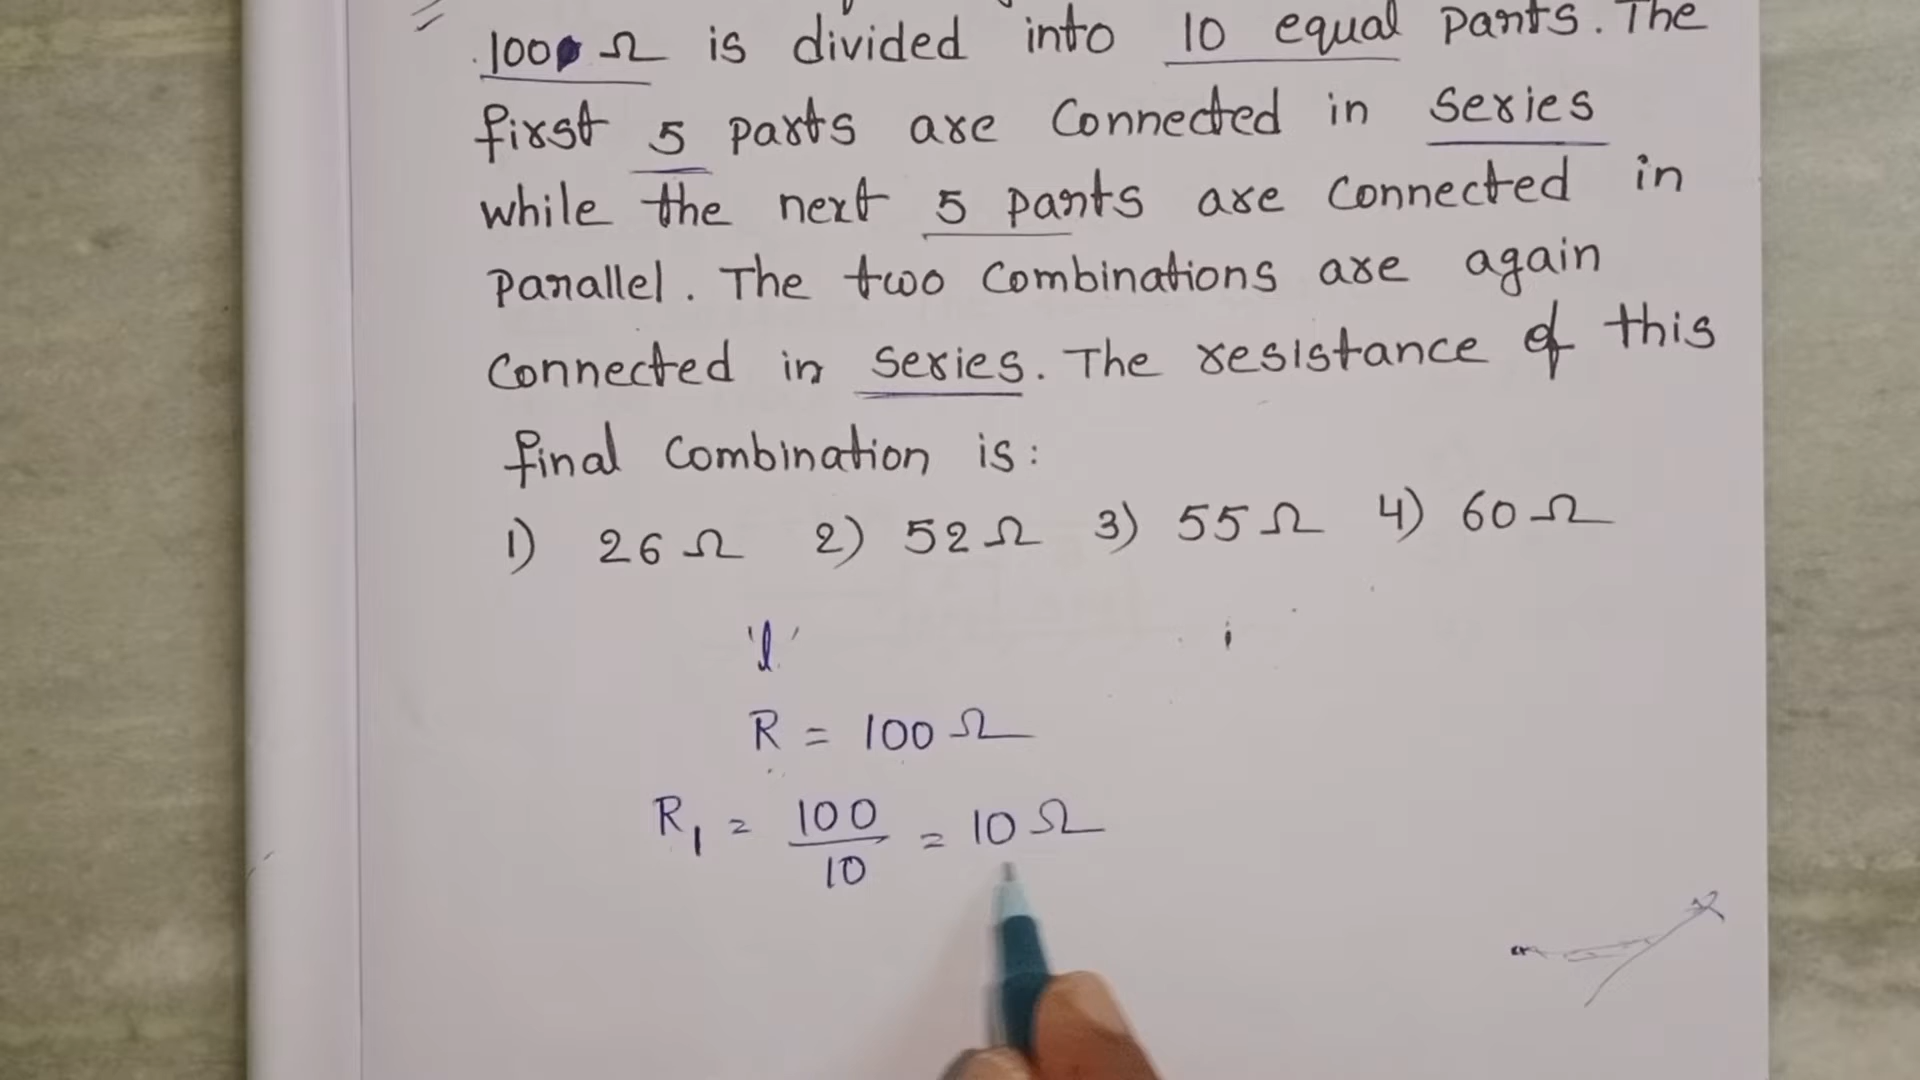 100 Ω is divided into 10 equal parts. The
first 5 parts are connected in series
while the next 5 parts are connected in
parallel. The two combinations are again
connected in series. The resistance of this
final combination is:
1) 26 Ω 2) 52 Ω 3) 55 Ω 4) 60 Ω
'l'
R = 100 Ω
R₁ = 100/10 = 10 Ω